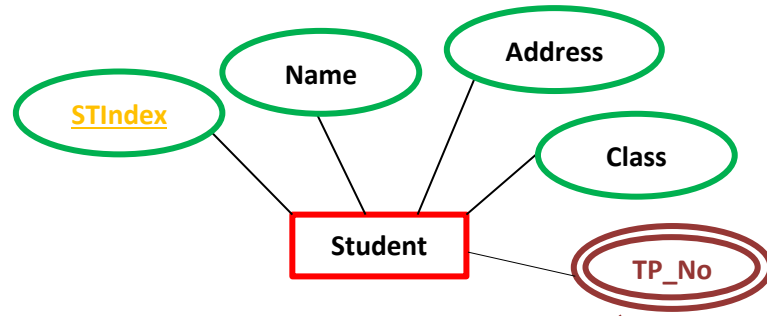 Address
Name
STIndex
Class
Student
TP_No